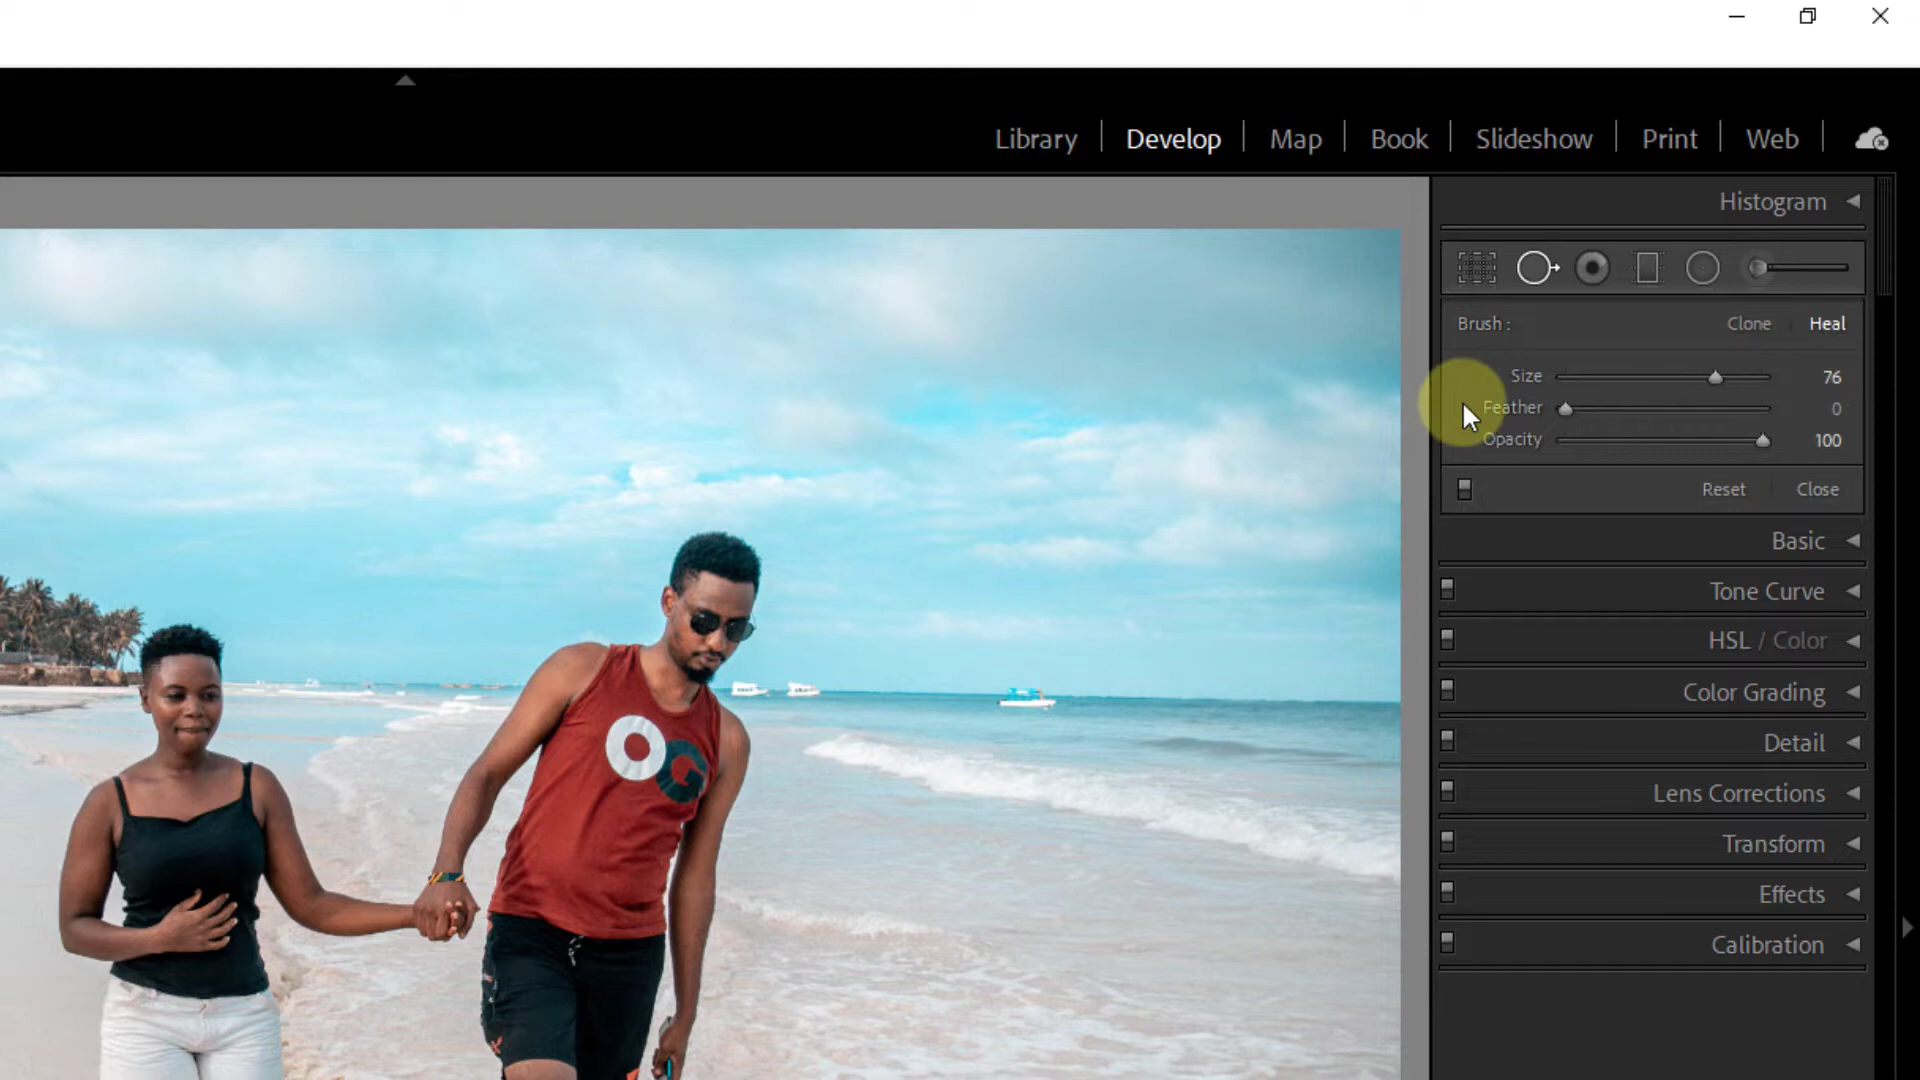 Library | Develop | Map | Book | Slideshow | Print | Web |
Histogram
Brush : Clone Heal
Size 76
Feather 0
Opacity 100
Reset Close
Basic
Tone Curve
HSL / Color
Color Grading
Detail
Lens Corrections
Transform
Effects
Calibration
OG